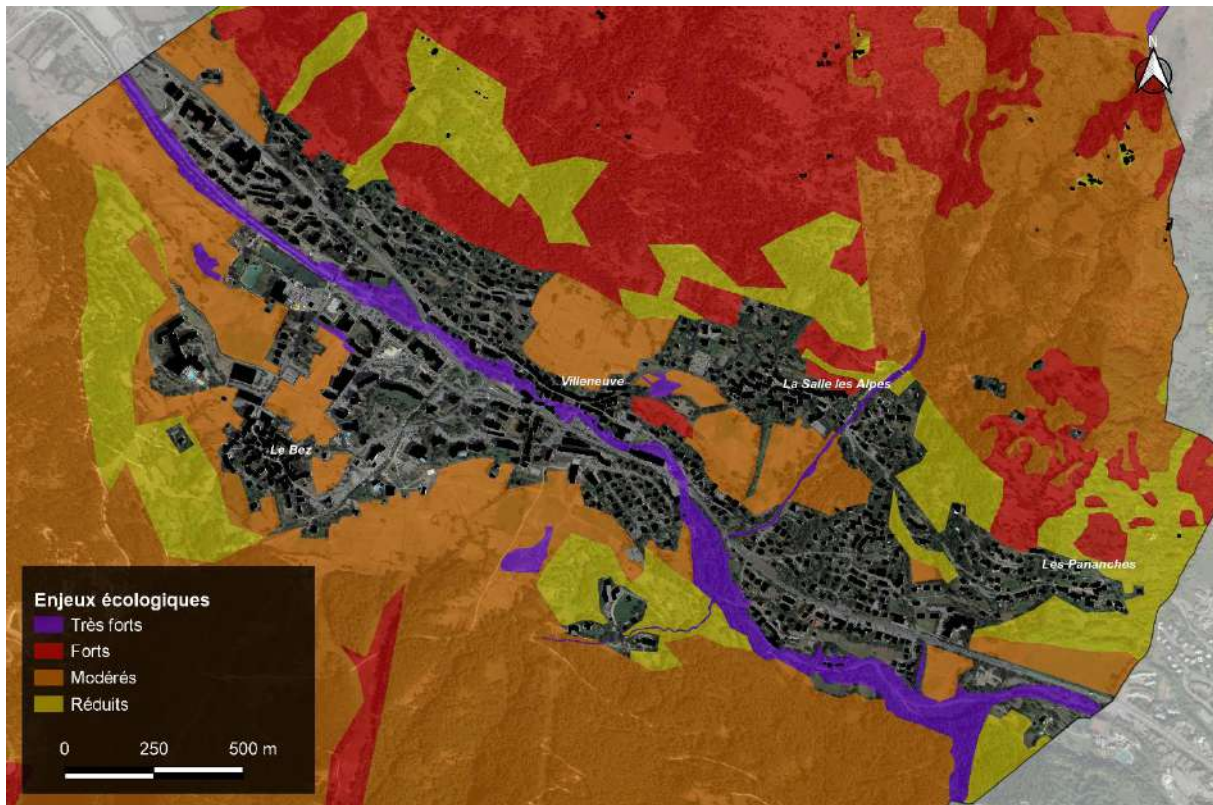 N
Villeneuve
La Salle les Alpes
Le Bez
Les Pananches
Enjeux écologiques
Très forts
Forts
Modérés
Réduits
0 250 500 m